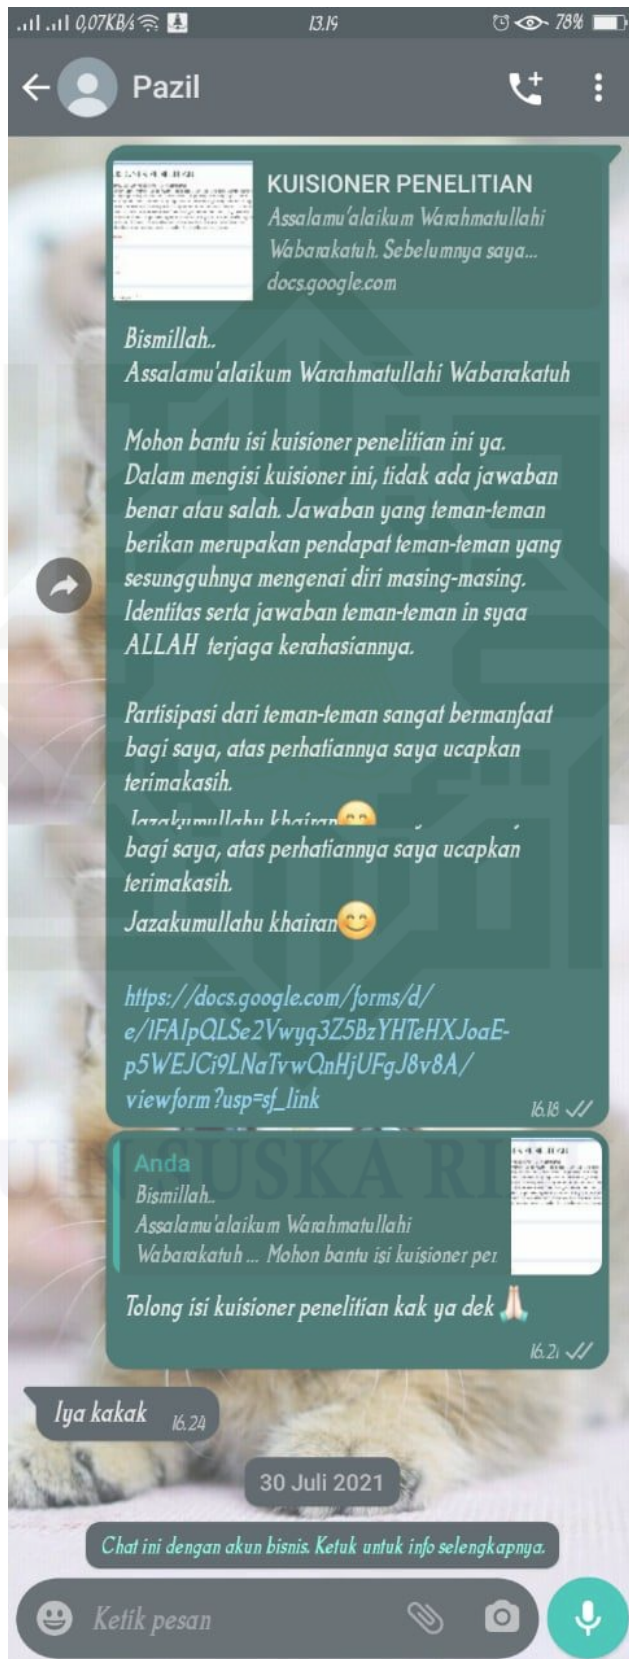 0,07KB/s
13.19
78%
Pazil
KUISIONER PENELITIAN
Assalamu'alaikum Warahmatullahi
Wabarakatuh. Sebelumnya saya...
docs.google.com
Bismillah..
Assalamu'alaikum Warahmatullahi Wabarakatuh
Mohon bantu isi kuisioner penelitian ini ya.
Dalam mengisi kuisioner ini, tidak ada jawaban
benar atau salah. Jawaban yang teman-teman
berikan merupakan pendapat teman-teman yang
sesungguhnya mengenai diri masing-masing.
Identitas serta jawaban teman-teman in syaa
ALLAH terjaga kerahasiannya.
Partisipasi dari teman-teman sangat bermanfaat
bagi saya, atas perhatiannya saya ucapkan
terimakasih.
Jazakumullahu khairan😊
bagi saya, atas perhatiannya saya ucapkan
terimakasih.
Jazakumullahu khairan😊
https://docs.google.com/forms/d/
e/1FAIpQLSe2Vwyq3Z5BzYHTeHXJoaE-
p5WEJCi9LNaTvwQnHjUFgJ8v8A/
viewform?usp=sf_link
16.18
Anda
Bismillah..
Assalamu'alaikum Warahmatullahi
Wabarakatuh ... Mohon bantu isi kuisioner per
Tolong isi kuisioner penelitian kak ya dek 🙏🏻
16.21
Iya kakak
16.24
30 Juli 2021
Chat ini dengan akun bisnis. Ketuk untuk info selengkapnya.
Ketik pesan
UIN SUSKA RI